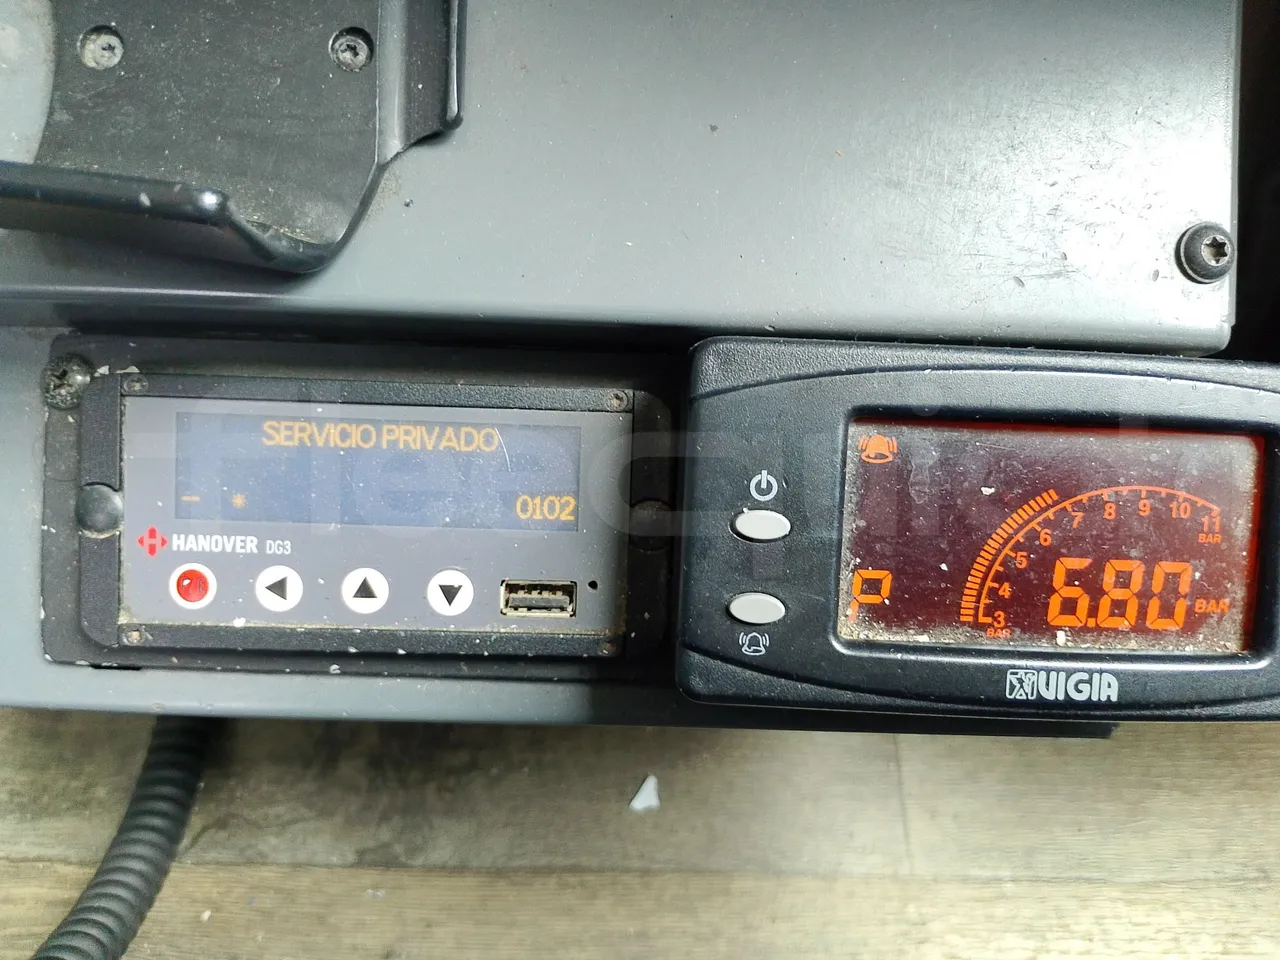 SERVICIO PRIVADO
- * 0102
HANOVER DG3
P
3
BAR
4
5
6
7
8
9
10
11
BAR
6.80 BAR
VIGIA